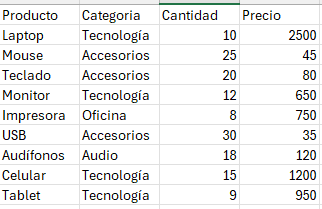 Producto Categoria Cantidad Precio
Laptop Tecnología 10 2500
Mouse Accesorios 25 45
Teclado Accesorios 20 80
Monitor Tecnología 12 650
Impresora Oficina 8 750
USB Accesorios 30 35
Audífonos Audio 18 120
Celular Tecnología 15 1200
Tablet Tecnología 9 950